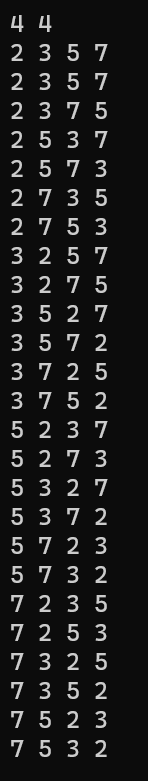 4 4
2 3 5 7
2 3 5 7
2 3 7 5
2 5 3 7
2 5 7 3
2 7 3 5
2 7 5 3
3 2 5 7
3 2 7 5
3 5 2 7
3 5 7 2
3 7 2 5
3 7 5 2
5 2 3 7
5 2 7 3
5 3 2 7
5 3 7 2
5 7 2 3
5 7 3 2
7 2 3 5
7 2 5 3
7 3 2 5
7 3 5 2
7 5 2 3
7 5 3 2